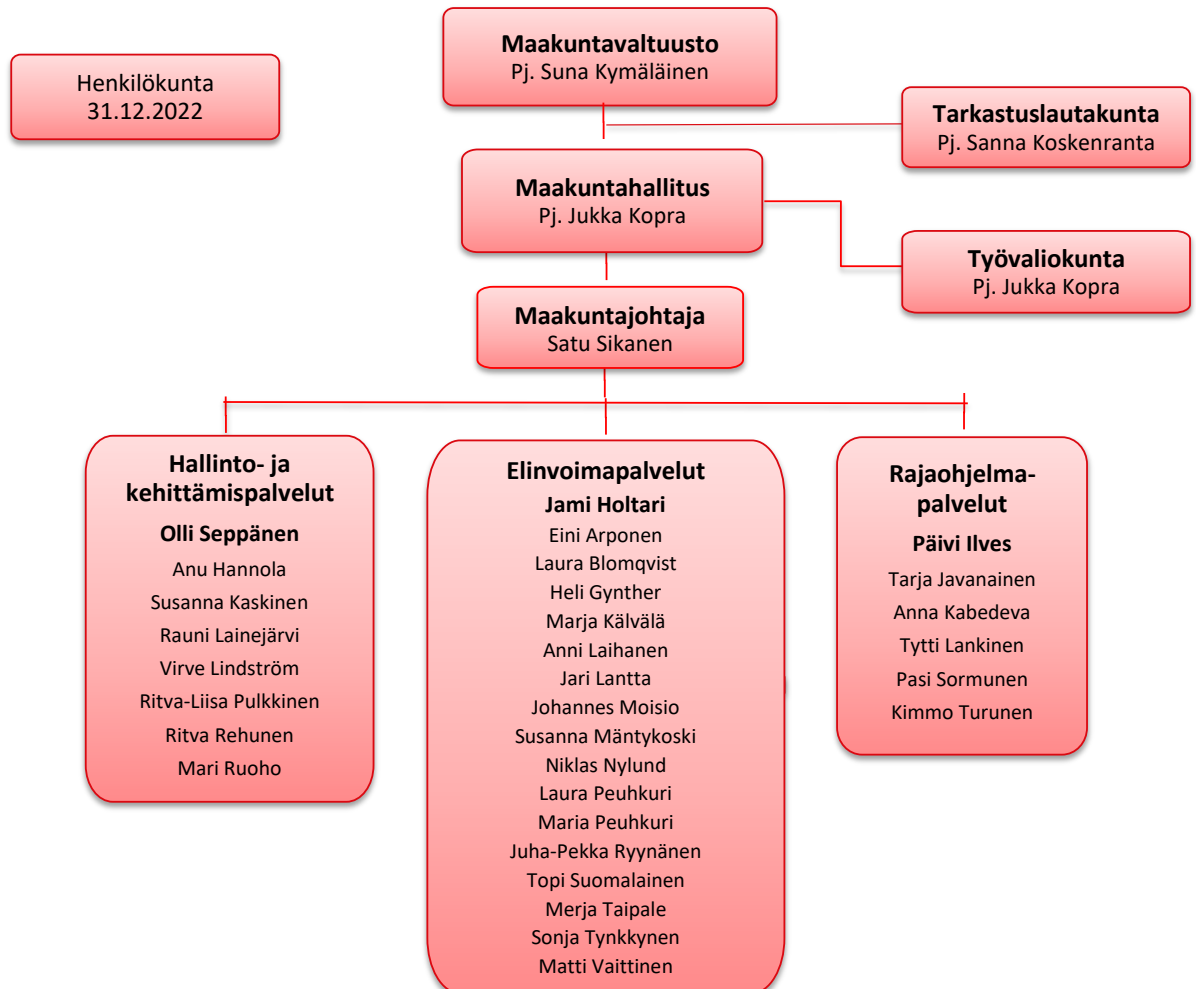 Henkilökunta
31.12.2022
Maakuntavaltuusto
Pj. Suna Kymäläinen
Tarkastuslautakunta
Pj. Sanna Koskenranta
Maakuntahallitus
Pj. Jukka Kopra
Työvaliokunta
Pj. Jukka Kopra
Maakuntajohtaja
Satu Sikanen
Hallinto- ja
kehittämispalvelut
Olli Seppänen
Anu Hannola
Susanna Kaskinen
Rauni Lainejärvi
Virve Lindström
Ritva-Liisa Pulkkinen
Ritva Rehunen
Mari Ruoho
Elinvoimapalvelut
Jami Holtari
Eini Arponen
Laura Blomqvist
Heli Gynther
Marja Kälvälä
Anni Laihanen
Jari Lantta
Johannes Moisio
Susanna Mäntykoski
Niklas Nylund
Laura Peuhkuri
Maria Peuhkuri
Juha-Pekka Ryynänen
Topi Suomalainen
Merja Taipale
Sonja Tynkkynen
Matti Vaittinen
Rajaohjelma-
palvelut
Päivi Ilves
Tarja Javanainen
Anna Kabedeva
Tytti Lankinen
Pasi Sormunen
Kimmo Turunen